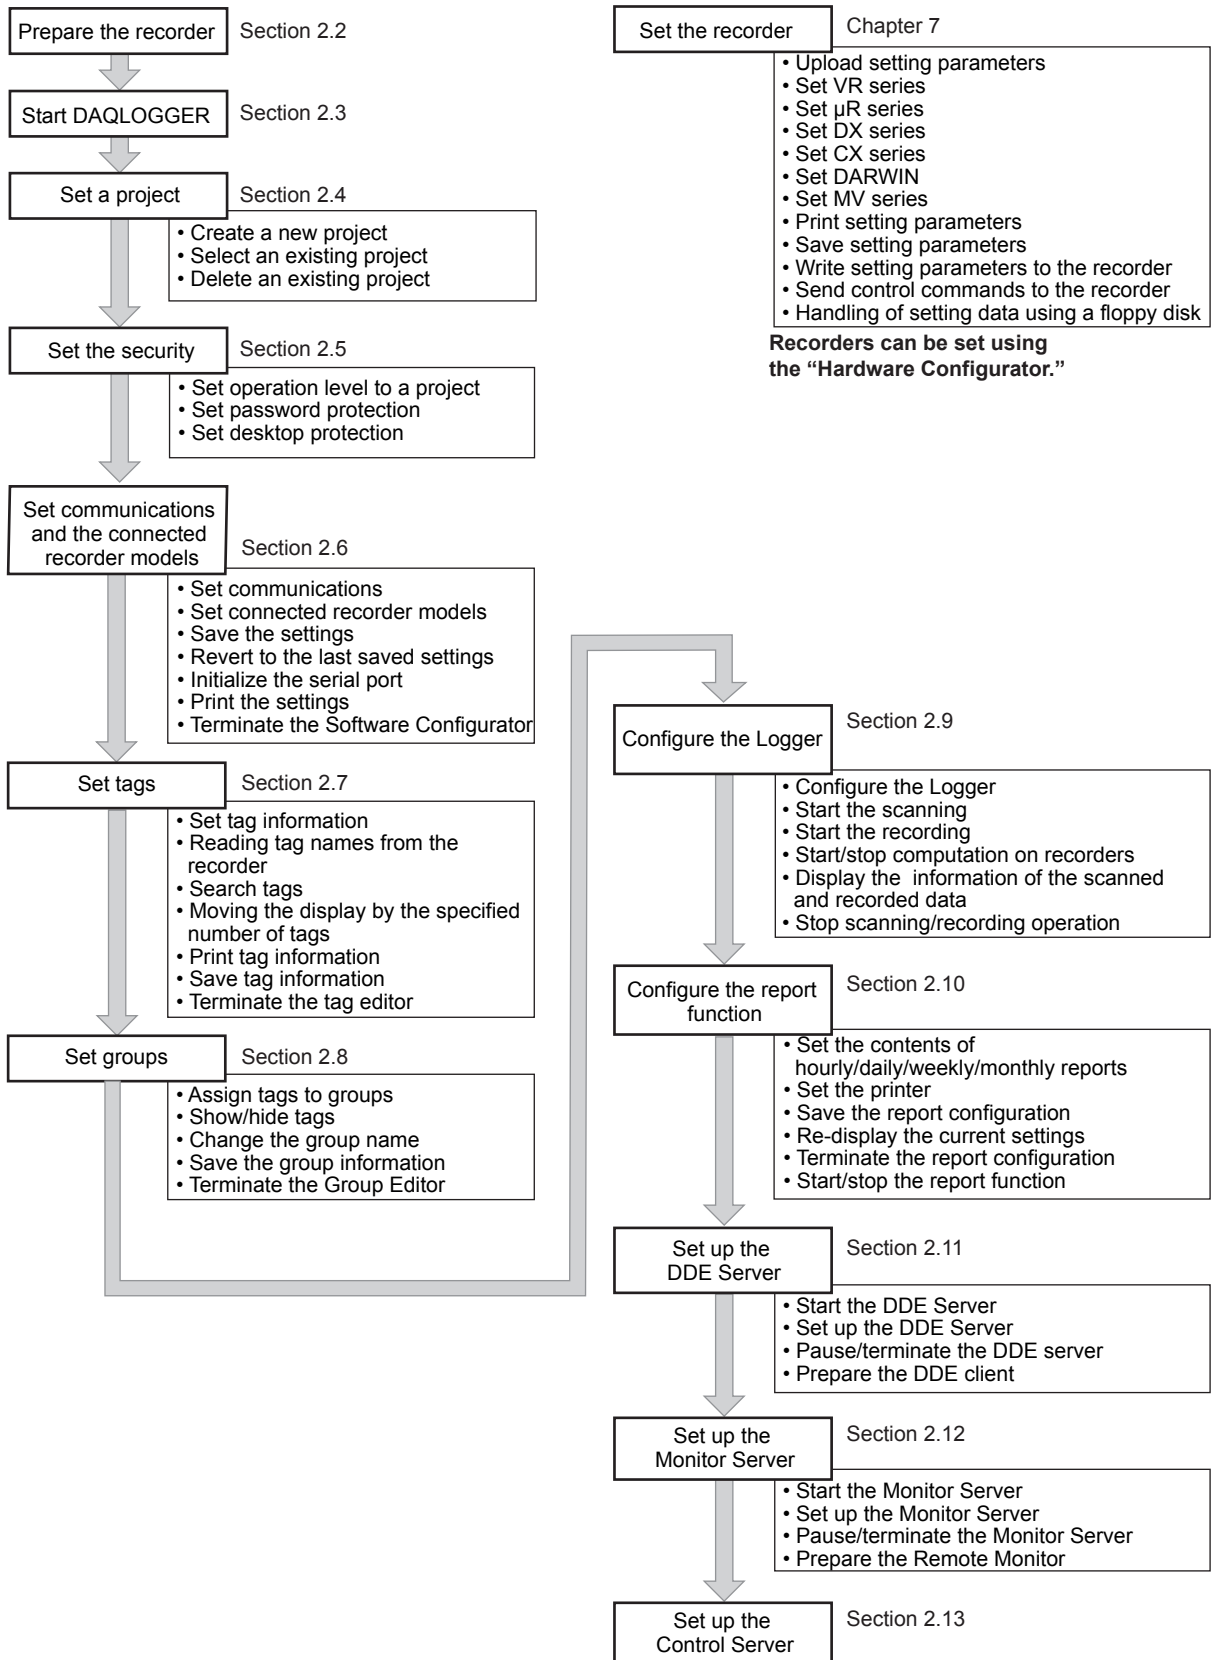 Prepare the recorder
Section 2.2
Start DAQLOGGER
Section 2.3
Set a project
Section 2.4
• Create a new project
• Select an existing project
• Delete an existing project
Set the security
Section 2.5
• Set operation level to a project
• Set password protection
• Set desktop protection
Set communications
and the connected
recorder models
Section 2.6
• Set communications
• Set connected recorder models
• Save the settings
• Revert to the last saved settings
• Initialize the serial port
• Print the settings
• Terminate the Software Configurator
Set tags
Section 2.7
• Set tag information
• Reading tag names from the
recorder
• Search tags
• Moving the display by the specified
number of tags
• Print tag information
• Save tag information
• Terminate the tag editor
Set groups
Section 2.8
• Assign tags to groups
• Show/hide tags
• Change the group name
• Save the group information
• Terminate the Group Editor
Set the recorder
Chapter 7
• Upload setting parameters
• Set VR series
• Set µR series
• Set DX series
• Set CX series
• Set DARWIN
• Set MV series
• Print setting parameters
• Save setting parameters
• Write setting parameters to the recorder
• Send control commands to the recorder
• Handling of setting data using a floppy disk
Recorders can be set using
the “Hardware Configurator.”
Configure the Logger
Section 2.9
• Configure the Logger
• Start the scanning
• Start the recording
• Start/stop computation on recorders
• Display the information of the scanned
and recorded data
• Stop scanning/recording operation
Configure the report
function
Section 2.10
• Set the contents of
hourly/daily/weekly/monthly reports
• Set the printer
• Save the report configuration
• Re-display the current settings
• Terminate the report configuration
• Start/stop the report function
Set up the
DDE Server
Section 2.11
• Start the DDE Server
• Set up the DDE Server
• Pause/terminate the DDE server
• Prepare the DDE client
Set up the
Monitor Server
Section 2.12
• Start the Monitor Server
• Set up the Monitor Server
• Pause/terminate the Monitor Server
• Prepare the Remote Monitor
Set up the
Control Server
Section 2.13